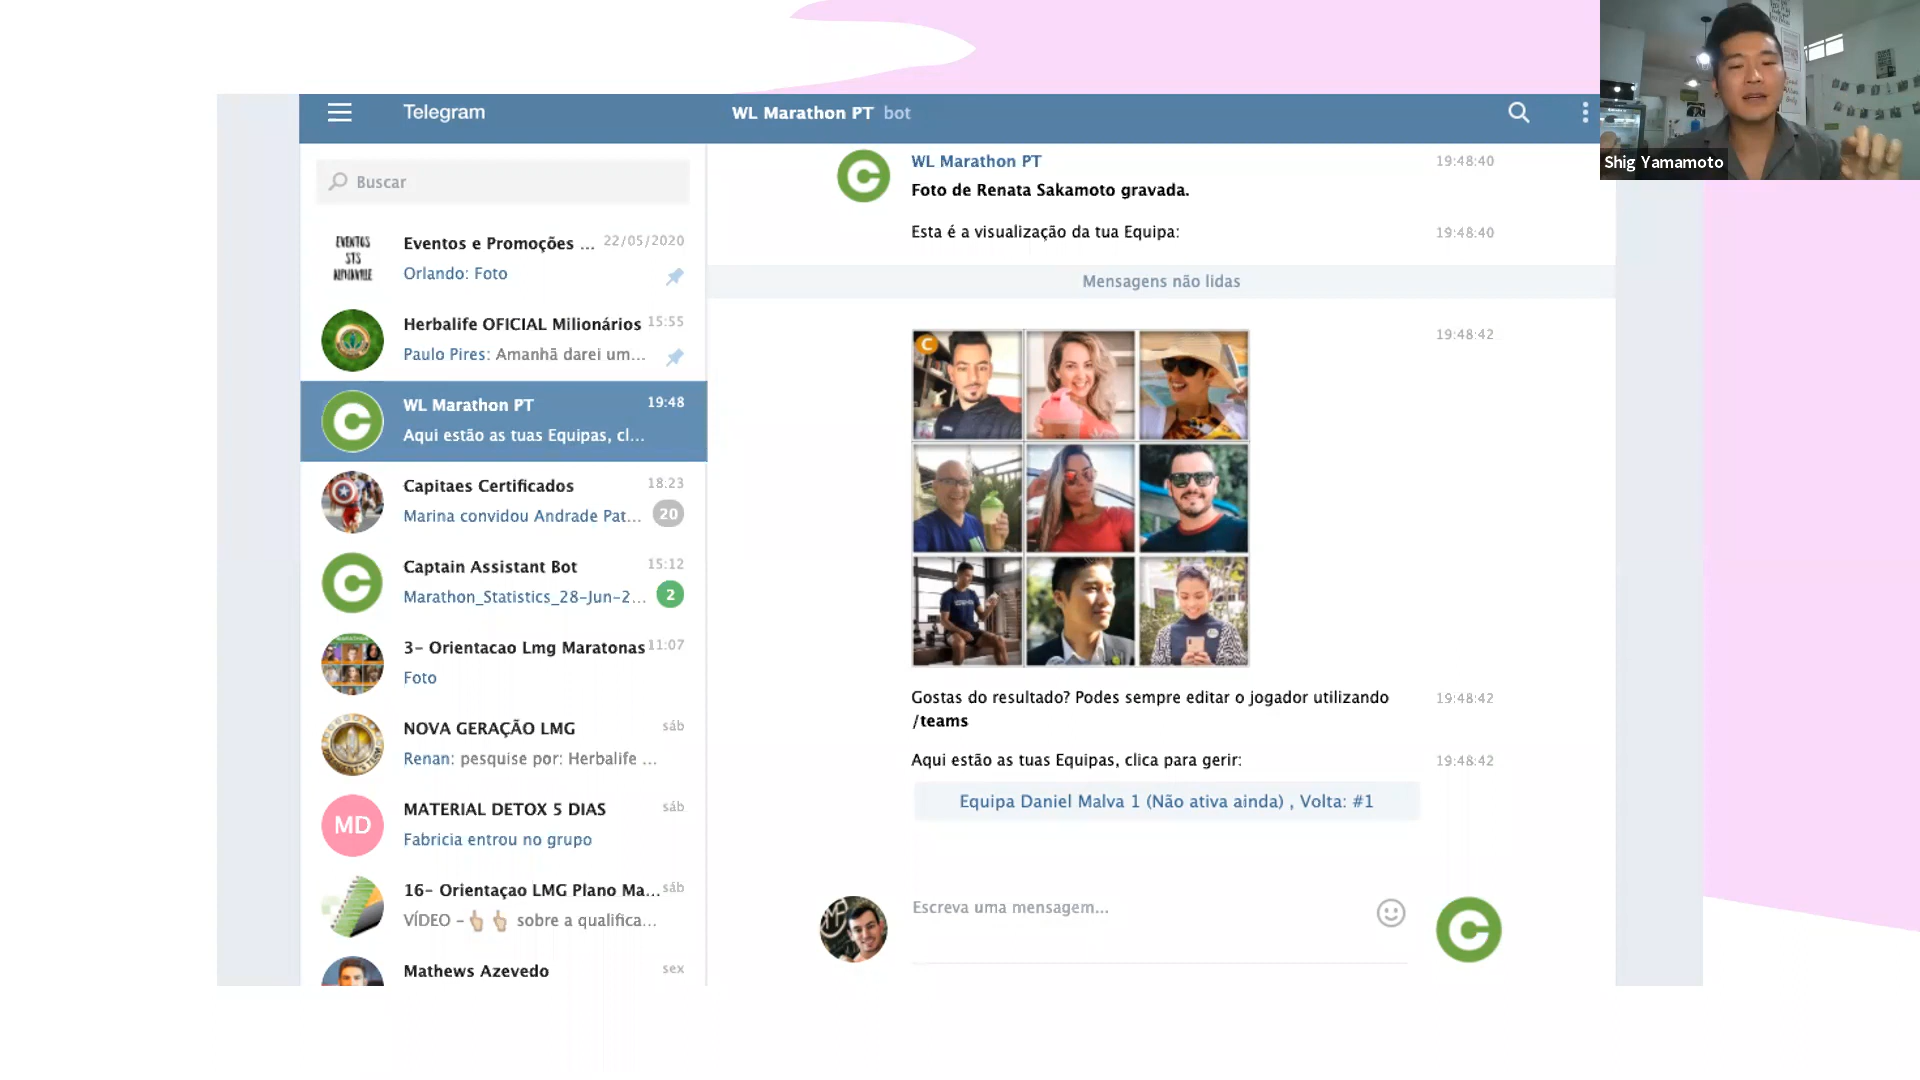 Telegram
WL Marathon PT bot
Shig Yamamoto
Buscar
EVENTOS
STS
Eventos e Promoções ... 22/05/2020
Orlando: Foto
Herbalife OFICIAL Milionários 15:55
Paulo Pires: Amanhã darei um...
WL Marathon PT 19:48
Aqui estão as tuas Equipas, cl...
Capitaes Certificados 18:23
Marina convidou Andrade Pat... 20
Captain Assistant Bot 15:12
Marathon_Statistics_28-Jun-2... 2
3- Orientacao Lmg Maratonas 11:07
Foto
NOVA GERAÇÃO LMG sáb
Renan: pesquise por: Herbalife ...
MD
MATERIAL DETOX 5 DIAS sáb
Fabricia entrou no grupo
16- Orientaçao LMG Plano Ma... sáb
VÍDEO - 👆🏼 👆🏼 sobre a qualifica...
Mathews Azevedo sex
WL Marathon PT 19:48:40
Foto de Renata Sakamoto gravada.
Esta é a visualização da tua Equipa: 19:48:40
Mensagens não lidas
19:48:42
C
Gostas do resultado? Podes sempre editar o jogador utilizando 19:48:42
/teams
Aqui estão as tuas Equipas, clica para gerir: 19:48:42
Equipa Daniel Malva 1 (Não ativa ainda) , Volta: #1
Escreva uma mensagem...